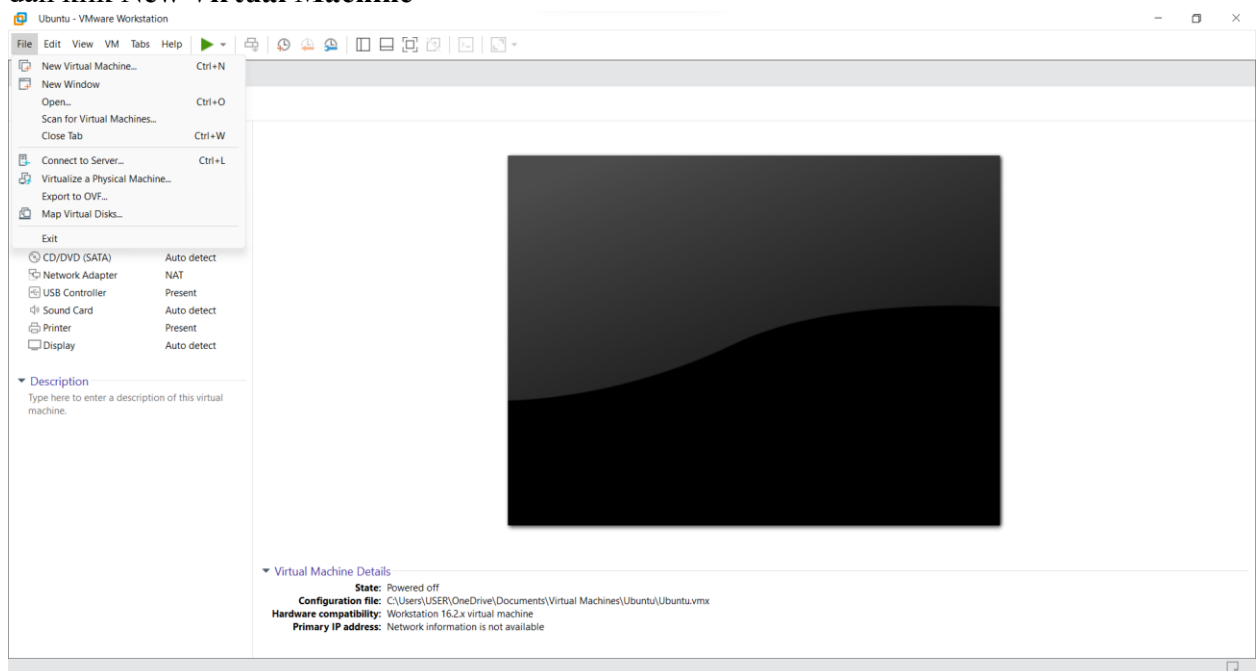 dan klik New Virtual Machine
Ubuntu - VMware Workstation
File Edit View VM Tabs Help
New Virtual Machine... Ctrl+N
New Window
Open... Ctrl+O
Scan for Virtual Machines...
Close Tab Ctrl+W
Connect to Server... Ctrl+L
Virtualize a Physical Machine...
Export to OVF...
Map Virtual Disks...
Exit
CD/DVD (SATA) Auto detect
Network Adapter NAT
USB Controller Present
Sound Card Auto detect
Printer Present
Display Auto detect
Description
Type here to enter a description of this virtual
machine.
Virtual Machine Details
State: Powered off
Configuration file: C:\Users\USER\OneDrive\Documents\Virtual Machines\Ubuntu\Ubuntu.vmx
Hardware compatibility: Workstation 16.2.x virtual machine
Primary IP address: Network information is not available